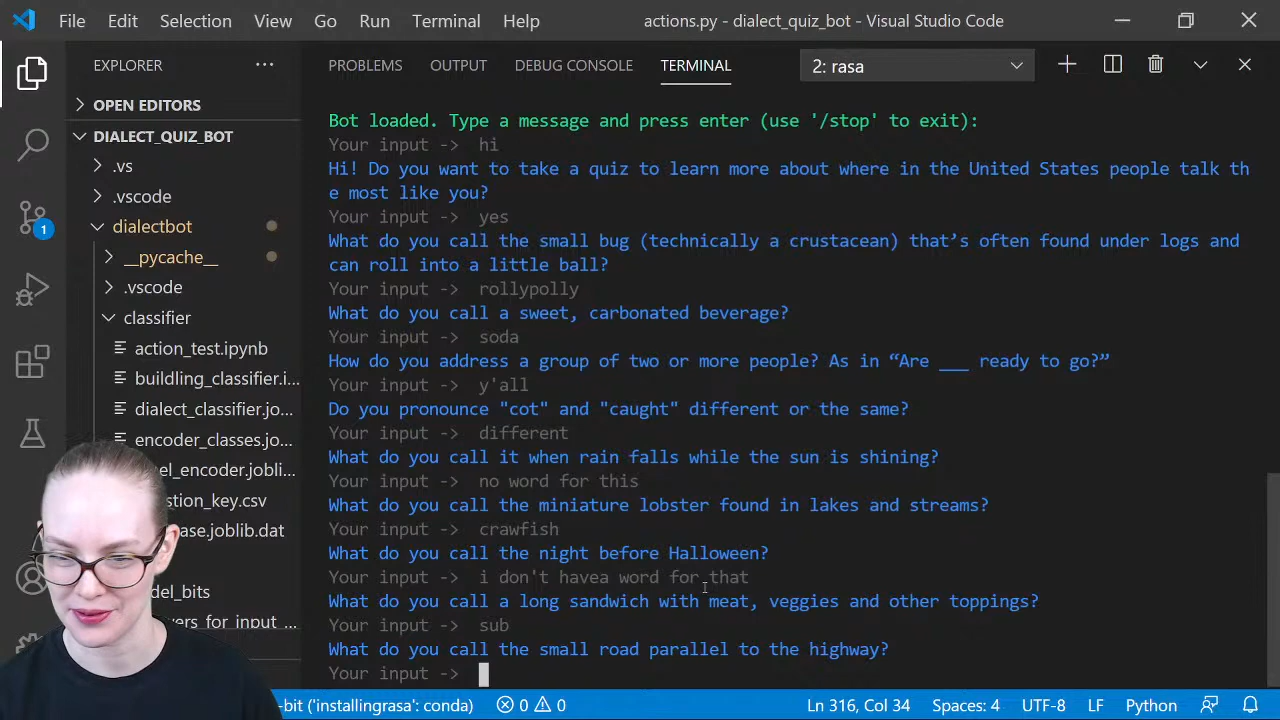 File Edit Selection View Go Run Terminal Help actions.py - dialect_quiz_bot - Visual Studio Code
EXPLORER ...
PROBLEMS OUTPUT DEBUG CONSOLE TERMINAL 2: rasa
OPEN EDITORS
DIALECT_QUIZ_BOT
.vs
.vscode
dialectbot
__pycache__
.vscode
classifier
action_test.ipynb
buildling_classifier.i...
dialect_classifier.jo...
encoder_classes.jo...
el_encoder.jobli...
stion_key.csv
ase.joblib.dat
del_bits
vers_for_input ...
1
Bot loaded. Type a message and press enter (use '/stop' to exit):
Your input -> hi
Hi! Do you want to take a quiz to learn more about where in the United States people talk th
e most like you?
Your input -> yes
What do you call the small bug (technically a crustacean) that’s often found under logs and
can roll into a little ball?
Your input -> rollypolly
What do you call a sweet, carbonated beverage?
Your input -> soda
How do you address a group of two or more people? As in “Are ___ ready to go?”
Your input -> y'all
Do you pronounce "cot" and "caught" different or the same?
Your input -> different
What do you call it when rain falls while the sun is shining?
Your input -> no word for this
What do you call the miniature lobster found in lakes and streams?
Your input -> crawfish
What do you call the night before Halloween?
Your input -> i don't havea word for that
What do you call a long sandwich with meat, veggies and other toppings?
Your input -> sub
What do you call the small road parallel to the highway?
Your input ->
-bit ('installingrasa': conda) 0 0 Ln 316, Col 34 Spaces: 4 UTF-8 LF Python